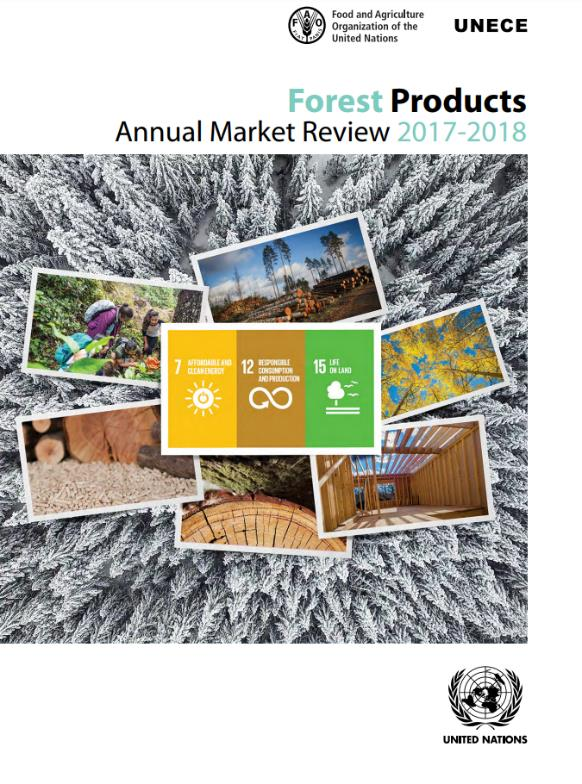 Food and Agriculture
Organization of the
United Nations
UNECE
Forest Products
Annual Market Review 2017-2018
7 AFFORDABLE AND
CLEAN ENERGY
12 RESPONSIBLE
CONSUMPTION
AND PRODUCTION
15 LIFE
ON LAND
UNITED NATIONS